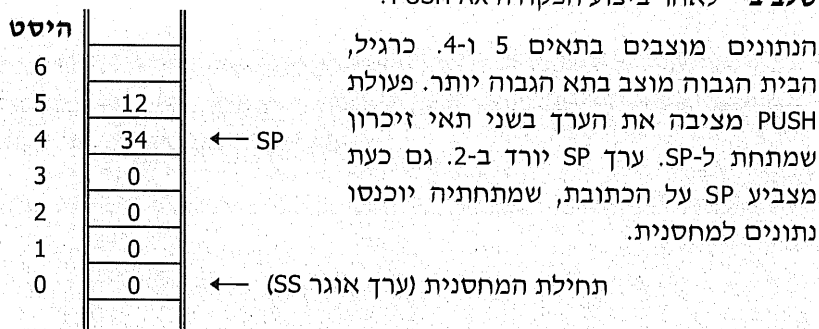 היסט
6
5 12
4 34 ← SP
3 0
2 0
1 0
0 0 ← תחילת המחסנית (ערך אוגר SS)
הנתונים מוצבים בתאים 5 ו-4. כרגיל,
הבית הגבוה מוצב בתא הגבוה יותר. פעולת
PUSH מציבה את הערך בשני תאי זיכרון
שמתחת ל-SP. ערך SP יורד ב-2. גם כעת
מצביע SP על הכתובת, שמתחתיה יוכנסו
נתונים למחסנית.